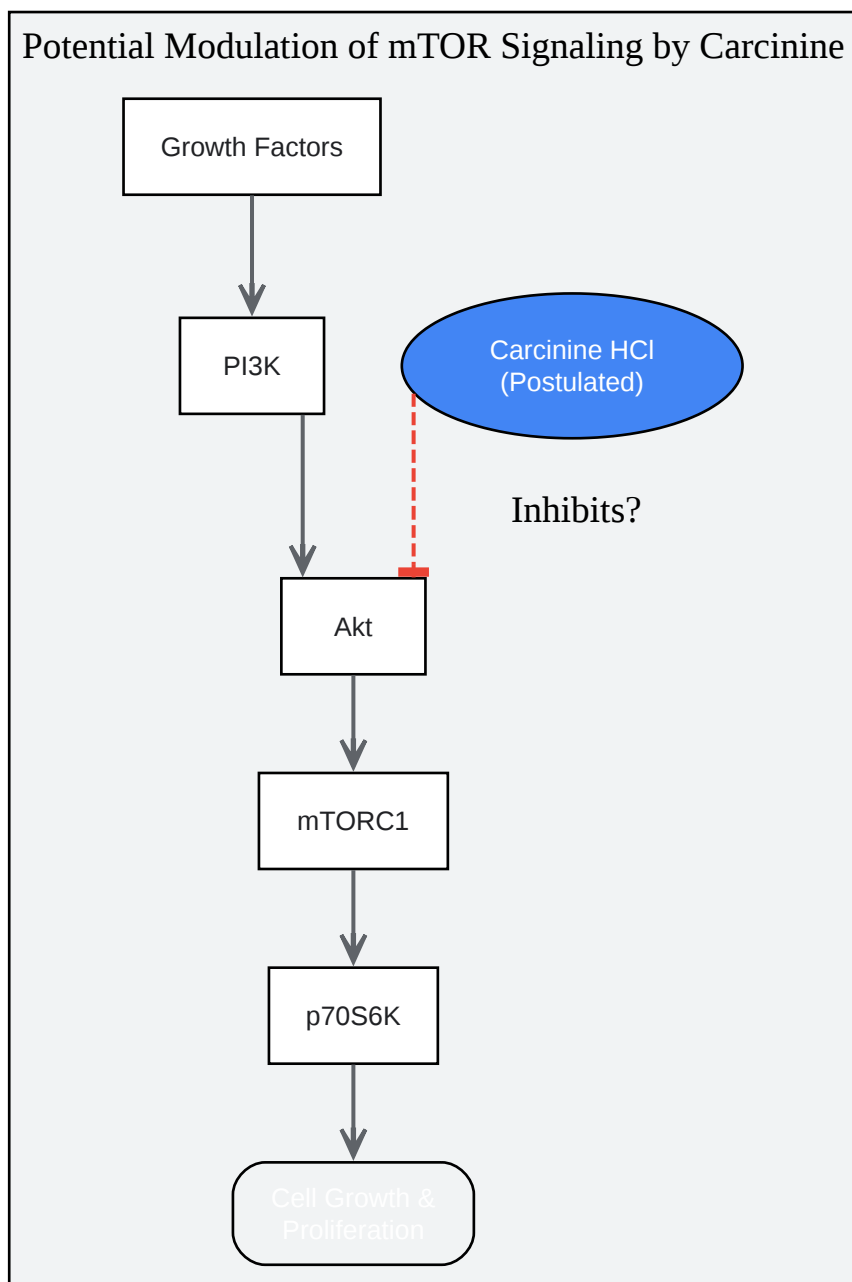 Potential Modulation of mTOR Signaling by Carcinine
Growth Factors
PI3K
Carcinine HCl
(Postulated)
Inhibits?
Akt
mTORC1
p70S6K
Cell Growth &
Proliferation